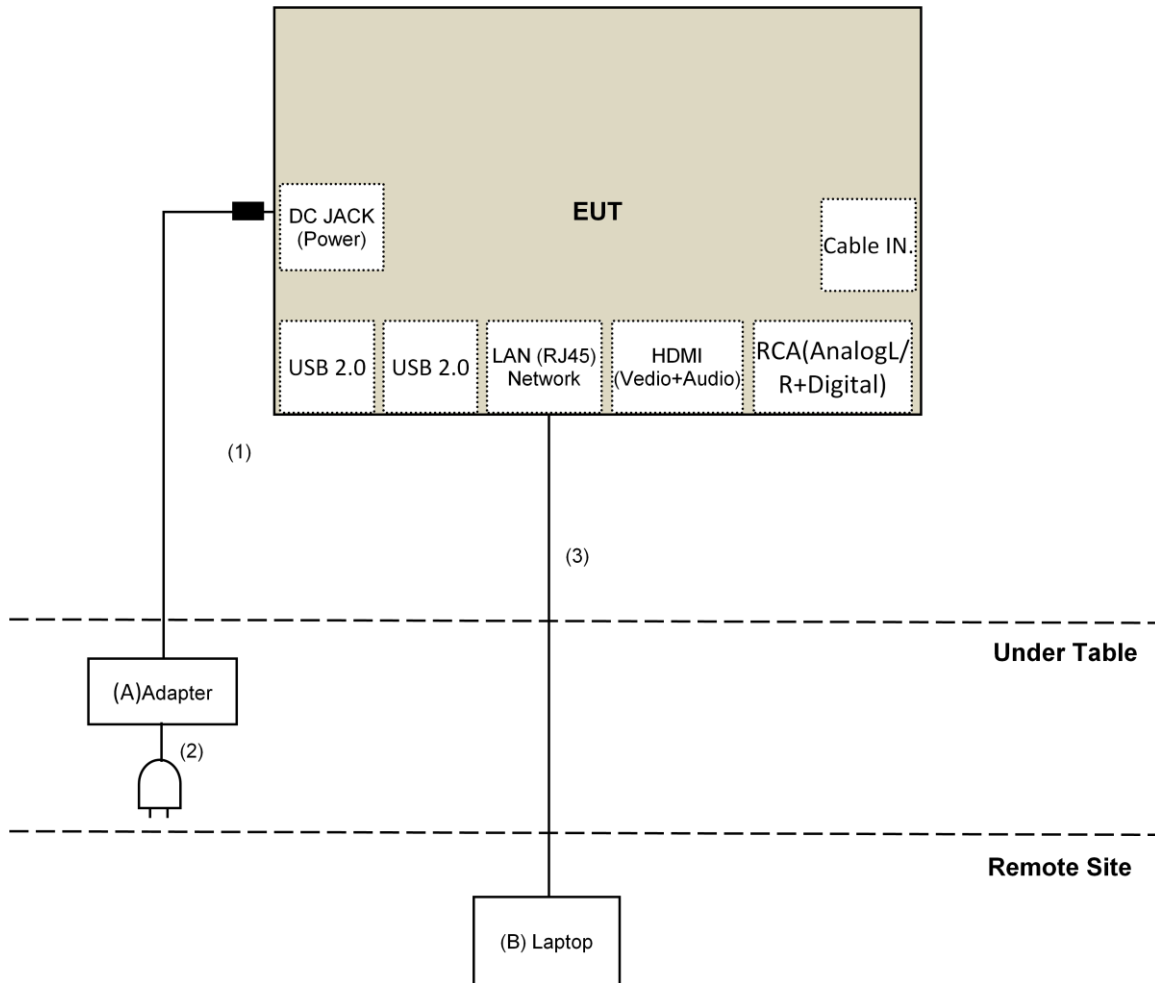 EUT
DC JACK
(Power)
Cable IN.
USB 2.0
USB 2.0
LAN (RJ45)
Network
HDMI
(Vedio+Audio)
RCA(AnalogL/
R+Digital)
(1)
(3)
Under Table
(A)Adapter
(2)
Remote Site
(B) Laptop